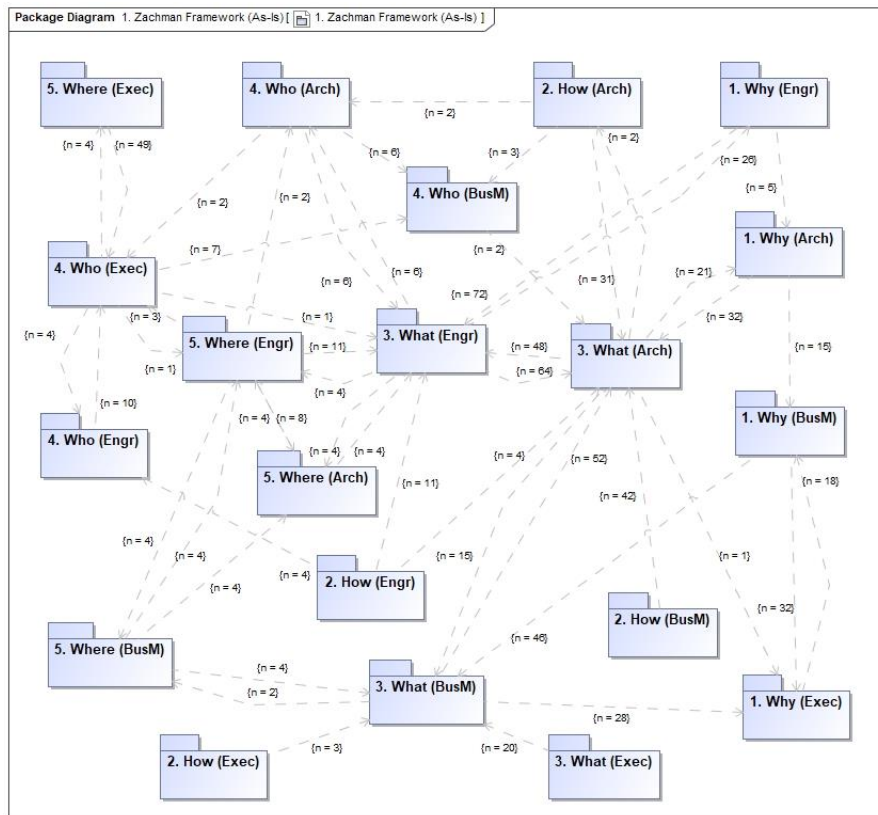 Package Diagram 1. Zachman Framework (As-Is) [ 1. Zachman Framework (As-Is) ]
5. Where (Exec)
4. Who (Arch)
2. How (Arch)
1. Why (Engr)
{n = 2}
{n = 4}
{n = 49}
{n = 2}
{n = 6}
{n = 3}
{n = 26}
4. Who (BusM)
{n = 5}
{n = 2}
{n = 2}
1. Why (Arch)
4. Who (Exec)
{n = 7}
{n = 2}
{n = 6}
{n = 6}
{n = 31}
{n = 21}
{n = 72}
{n = 3}
{n = 1}
{n = 32}
{n = 4}
5. Where (Engr)
3. What (Engr)
3. What (Arch)
{n = 11}
{n = 48}
{n = 15}
{n = 1}
{n = 64}
{n = 4}
{n = 10}
{n = 4}
{n = 8}
1. Why (BusM)
4. Who (Engr)
{n = 4}
{n = 4}
{n = 4}
{n = 52}
5. Where (Arch)
{n = 11}
{n = 18}
{n = 42}
{n = 4}
{n = 4}
{n = 15}
{n = 1}
{n = 4}
2. How (Engr)
{n = 4}
{n = 32}
2. How (BusM)
{n = 46}
5. Where (BusM)
{n = 4}
3. What (BusM)
{n = 2}
1. Why (Exec)
{n = 28}
2. How (Exec)
{n = 3}
{n = 20}
3. What (Exec)